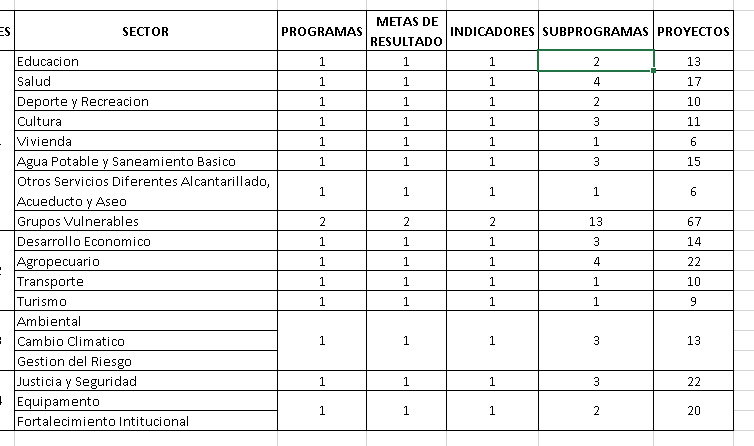 ES SECTOR PROGRAMAS METAS DE RESULTADO INDICADORES SUBPROGRAMAS PROYECTOS
Educacion 1 1 1 2 13
Salud 1 1 1 4 17
Deporte y Recreacion 1 1 1 2 10
Cultura 1 1 1 3 11
Vivienda 1 1 1 1 6
Agua Potable y Saneamiento Basico 1 1 1 3 15
Otros Servicios Diferentes Alcantarillado,
Acueducto y Aseo 1 1 1 1 6
Grupos Vulnerables 2 2 2 13 67
Desarrollo Economico 1 1 1 3 14
Agropecuario 1 1 1 4 22
Transporte 1 1 1 1 10
Turismo 1 1 1 1 9
Ambiental
Cambio Climatico 1 1 1 3 13
Gestion del Riesgo
Justicia y Seguridad 1 1 1 3 22
Equipamento 1 1 1 2 20
Fortalecimiento Intitucional